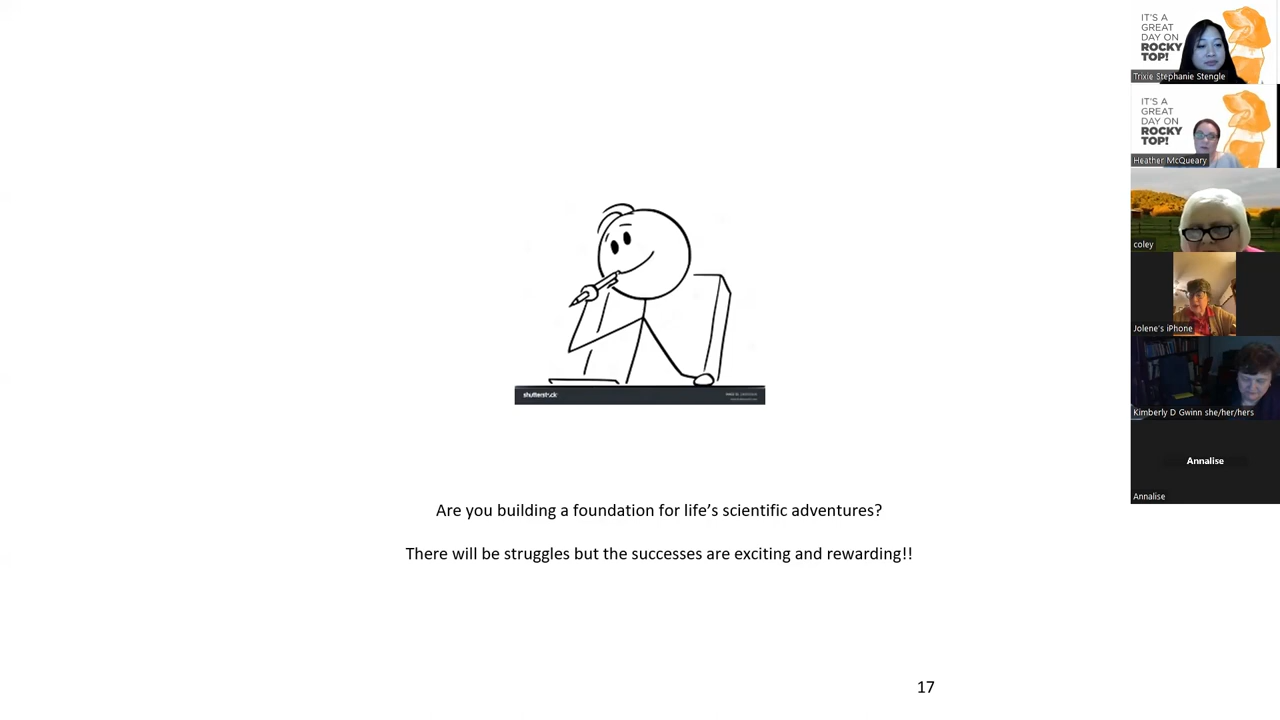 IT'S A
GREAT
DAY ON
ROCKY
TOP!
Trixie Stephanie Stengle
IT'S A
GREAT
DAY ON
ROCKY
TOP!
Heather McQueary
coley
Jolene's iPhone
Kimberly D Gwinn she/her/hers
Annalise
Annalise
shutterstock
Are you building a foundation for life's scientific adventures?
There will be struggles but the successes are exciting and rewarding!!
17